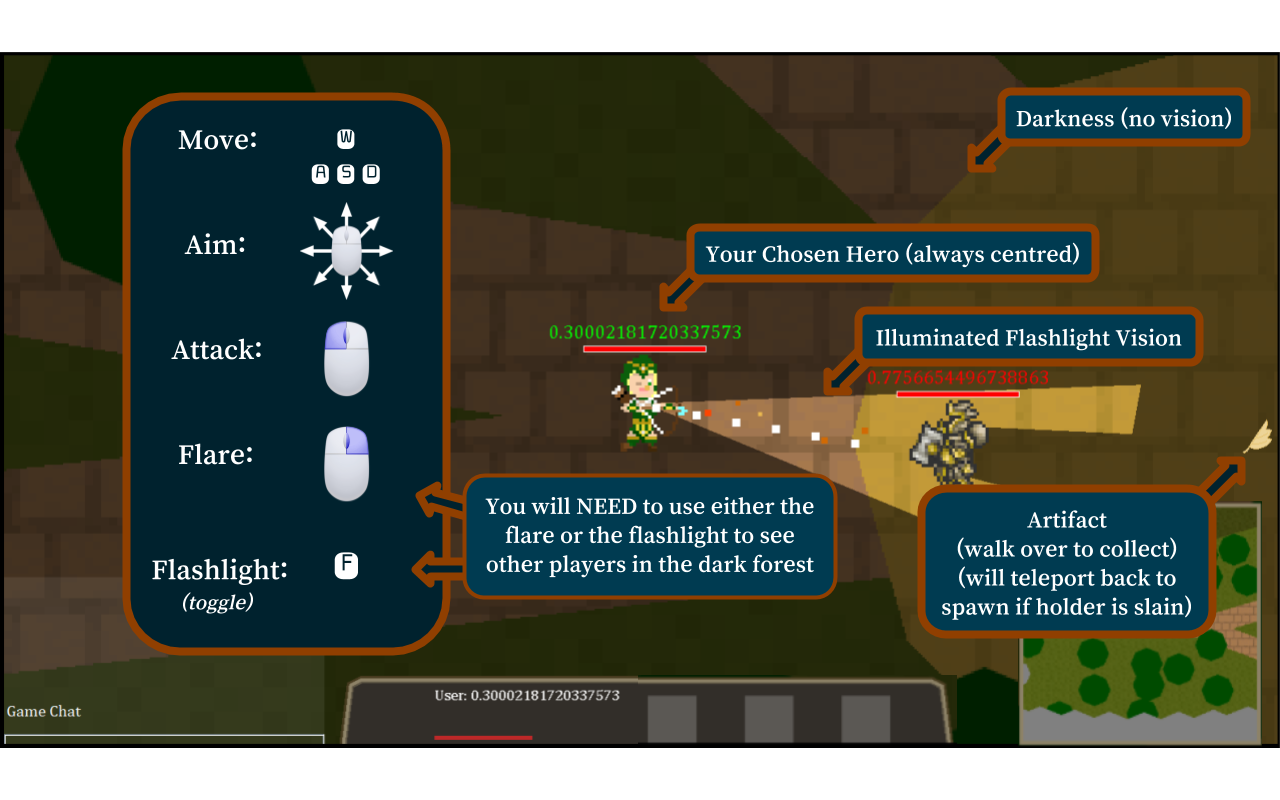 Move:
W
A S D
Aim:
Attack:
Flare:
Flashlight:
F
(toggle)
Darkness (no vision)
Your Chosen Hero (always centred)
0.30002181720337573
Illuminated Flashlight Vision
0.7756654496738863
You will NEED to use either the
flare or the flashlight to see
other players in the dark forest
Artifact
(walk over to collect)
(will teleport back to
spawn if holder is slain)
User: 0.30002181720337573
Game Chat